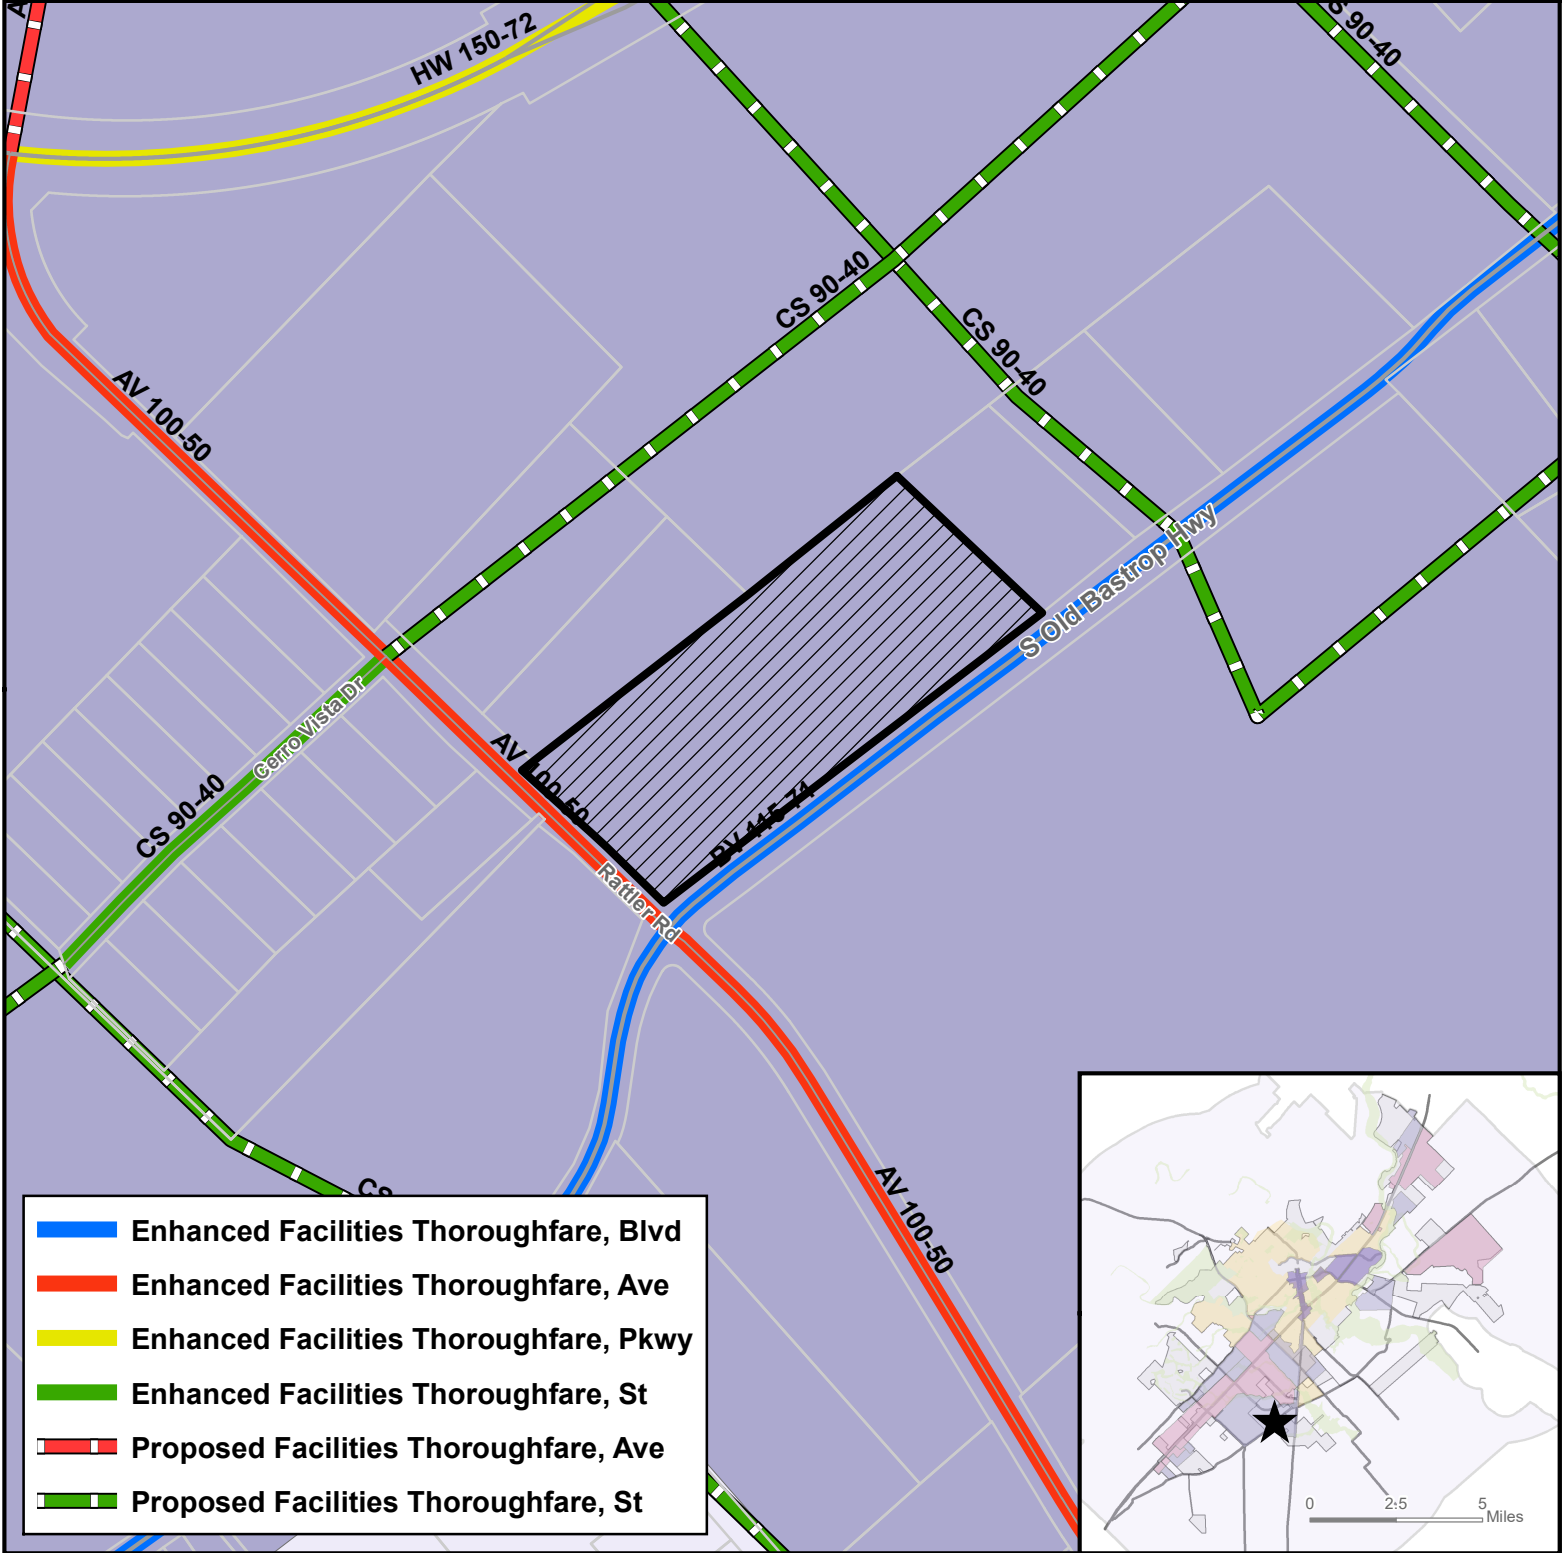 A
HW 150-72
S 90-40
CS 90-40
CS 90-40
AV 100-50
S Old Bastrop Hwy
Cerro Vista Dr
AV 100-50
CS 90-40
BV 115-71
Rattler Rd
AV 100-50
CS
Enhanced Facilities Thoroughfare, Blvd
Enhanced Facilities Thoroughfare, Ave
Enhanced Facilities Thoroughfare, Pkwy
Enhanced Facilities Thoroughfare, St
Proposed Facilities Thoroughfare, Ave
Proposed Facilities Thoroughfare, St
0 2.5 5
Miles